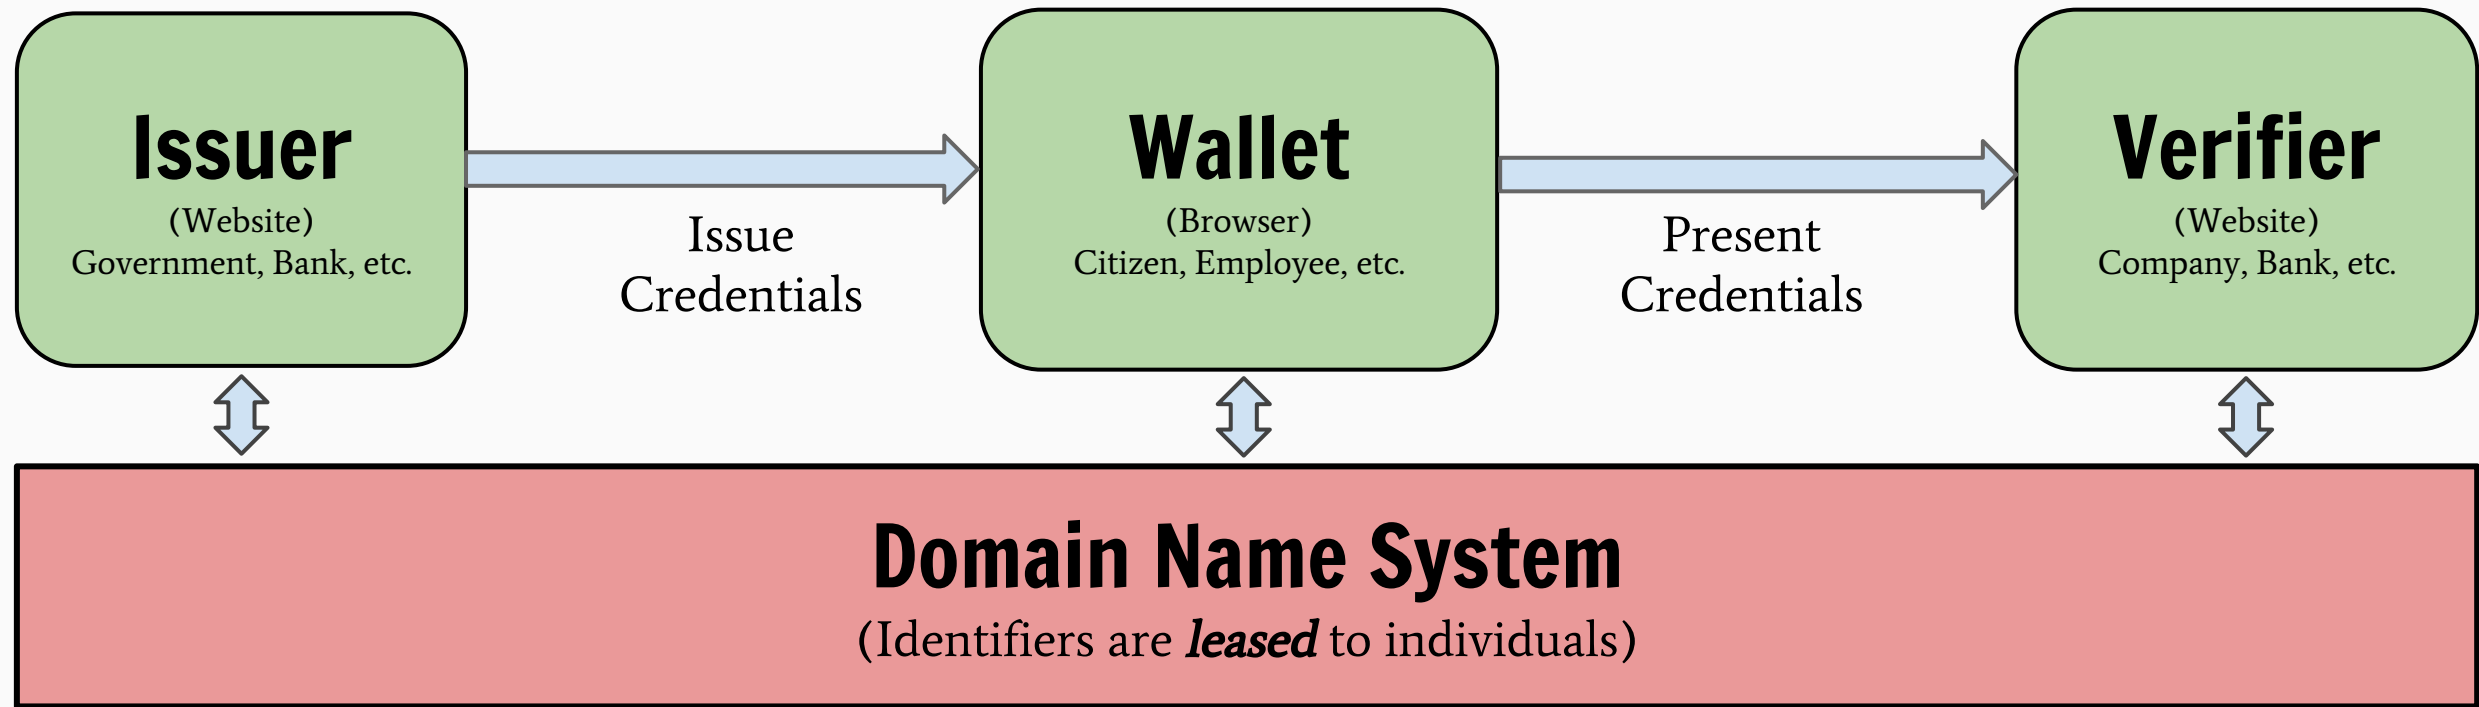 Issuer
(Website)
Government, Bank, etc.
Issue
Credentials
Wallet
(Browser)
Citizen, Employee, etc.
Present
Credentials
Verifier
(Website)
Company, Bank, etc.
Domain Name System
(Identifiers are leased to individuals)